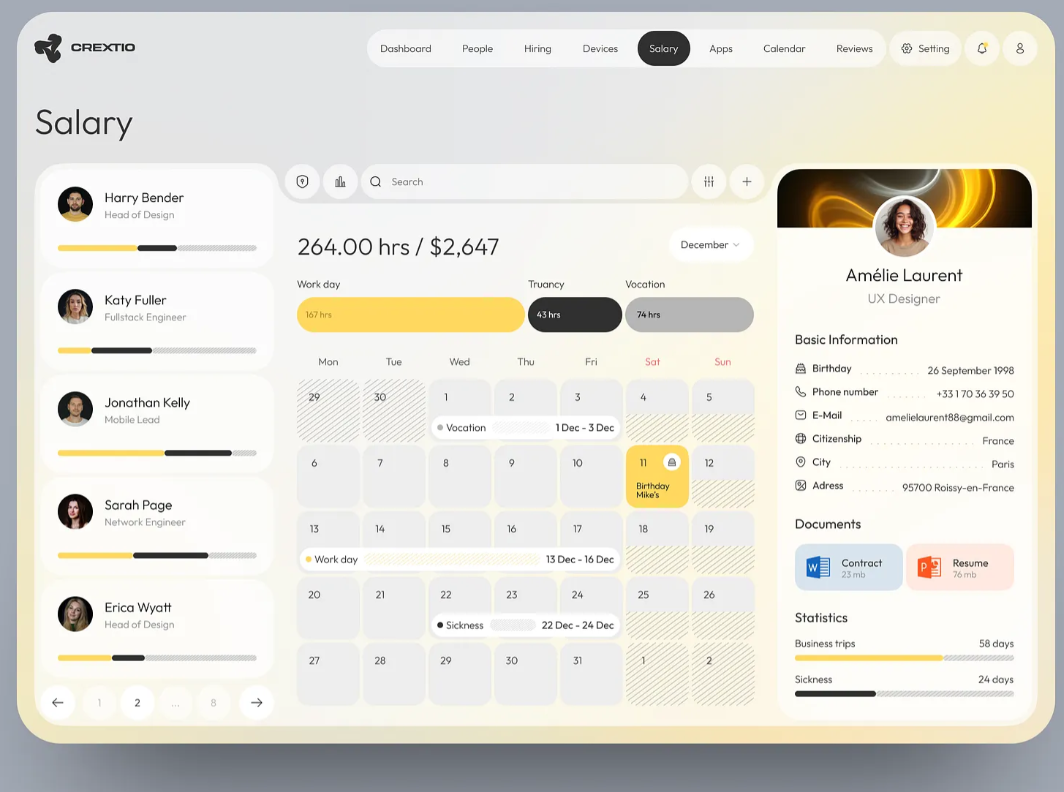 CREXTIO
Dashboard
People
Hiring
Devices
Salary
Apps
Calendar
Reviews
Setting
Salary
Harry Bender
Head of Design
Katy Fuller
Fullstack Engineer
Jonathan Kelly
Mobile Lead
Sarah Page
Network Engineer
Erica Wyatt
Head of Design
1
2
...
8
Search
264.00 hrs / $2,647
December
Work day
Truancy
Vocation
167 hrs
43 hrs
74 hrs
Mon Tue Wed Thu Fri Sat Sun
29 30 1 2 3 4 5
Vocation 1 Dec - 3 Dec
6 7 8 9 10 11 12
Birthday
Mike's
13 14 15 16 17 18 19
Work day 13 Dec - 16 Dec
20 21 22 23 24 25 26
Sickness 22 Dec - 24 Dec
27 28 29 30 31 1 2
Amélie Laurent
UX Designer
Basic Information
Birthday 26 September 1998
Phone number +33 1 70 36 39 50
E-Mail amelielaurent88@gmail.com
Citizenship France
City Paris
Adress 95700 Roissy-en-France
Documents
W
Contract
23 mb
P
Resume
76 mb
Statistics
Business trips 58 days
Sickness 24 days